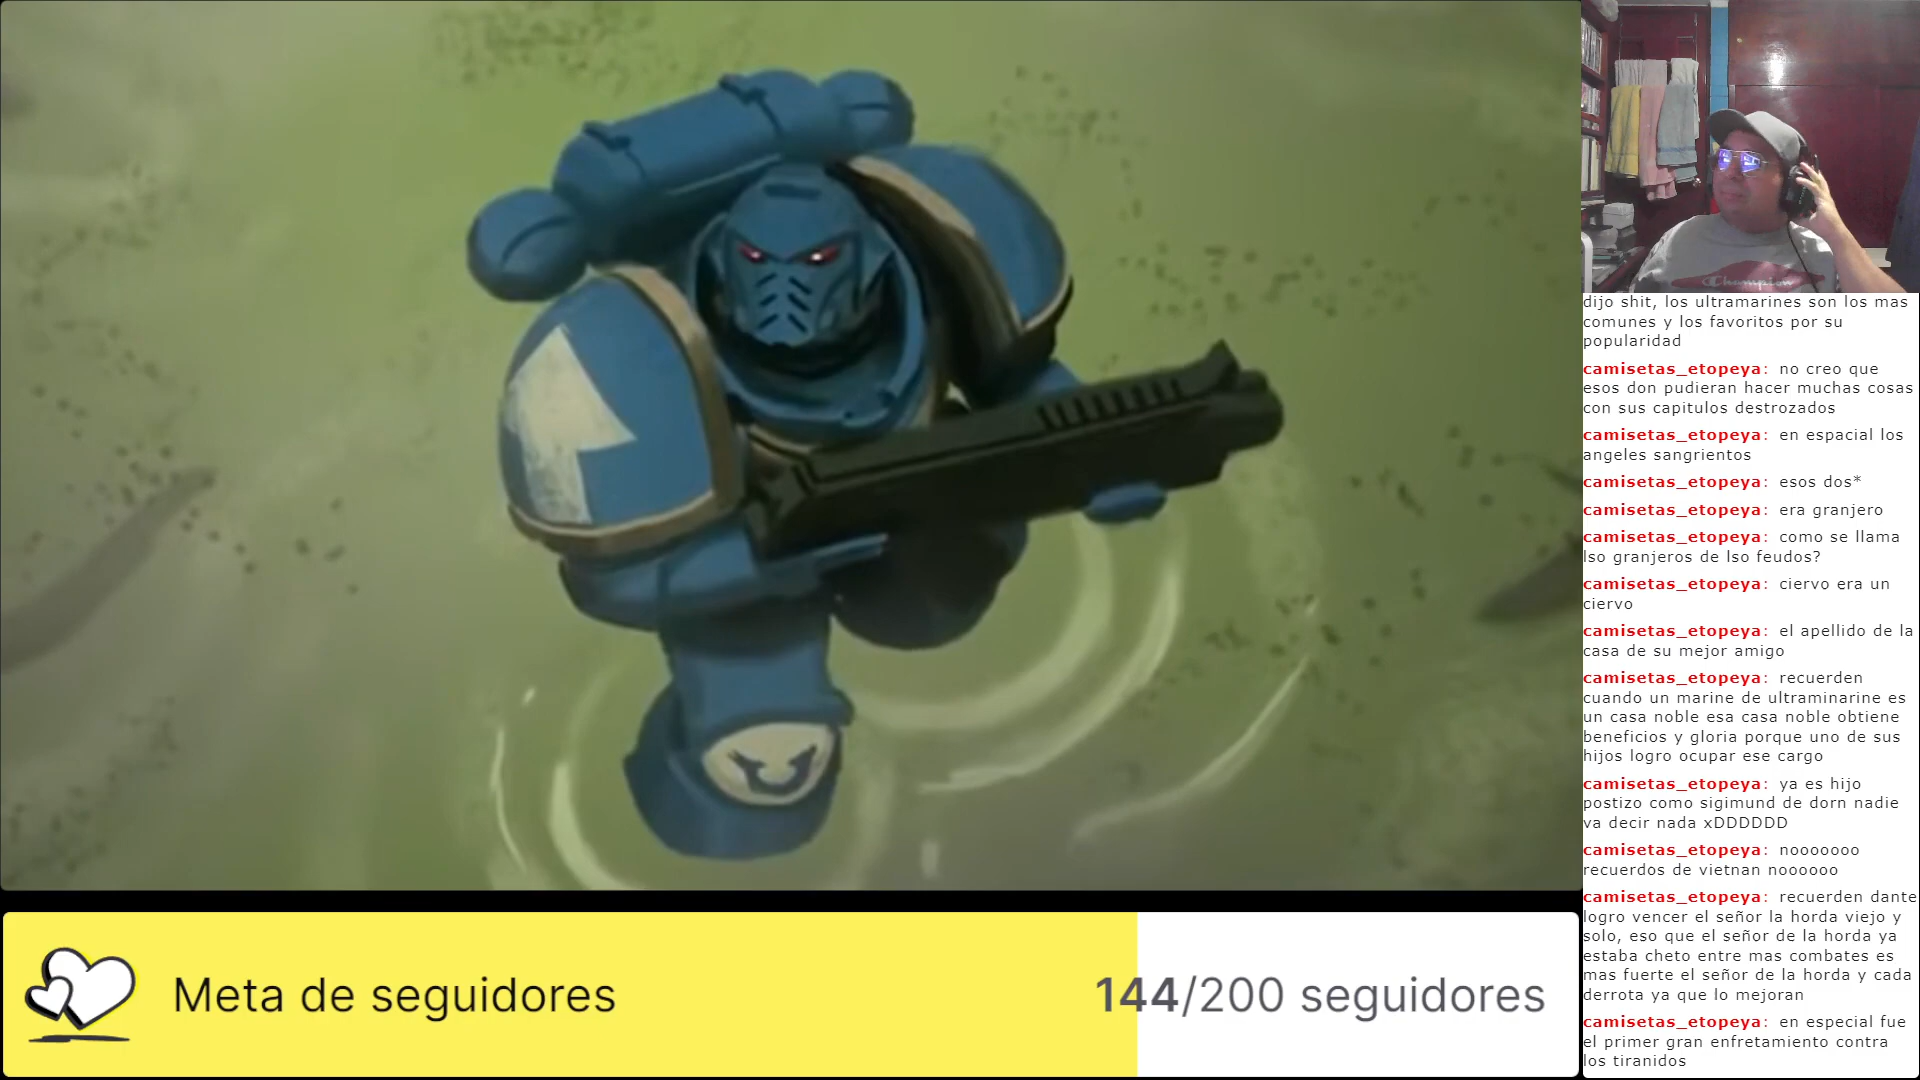 Champion
dijo shit, los ultramarines son los mas
comunes y los favoritos por su
popularidad
camisetas_etopeya: no creo que
esos don pudieran hacer muchas cosas
con sus capitulos destrozados
camisetas_etopeya: en espacial los
angeles sangrientos
camisetas_etopeya: esos dos*
camisetas_etopeya: era granjero
camisetas_etopeya: como se llama
lso granjeros de lso feudos?
camisetas_etopeya: ciervo era un
ciervo
camisetas_etopeya: el apellido de la
casa de su mejor amigo
camisetas_etopeya: recuerden
cuando un marine de ultraminarine es
un casa noble esa casa noble obtiene
beneficios y gloria porque uno de sus
hijos logro ocupar ese cargo
camisetas_etopeya: ya es hijo
postizo como sigimund de dorn nadie
va decir nada xDDDDDD
camisetas_etopeya: nooooooo
recuerdos de vietnan noooooo
camisetas_etopeya: recuerden dante
logro vencer el señor la horda viejo y
solo, eso que el señor de la horda ya
estaba cheto entre mas combates es
mas fuerte el señor de la horda y cada
derrota ya que lo mejoran
camisetas_etopeya: en especial fue
el primer gran enfretamiento contra
los tiranidos
Meta de seguidores
144/200 seguidores